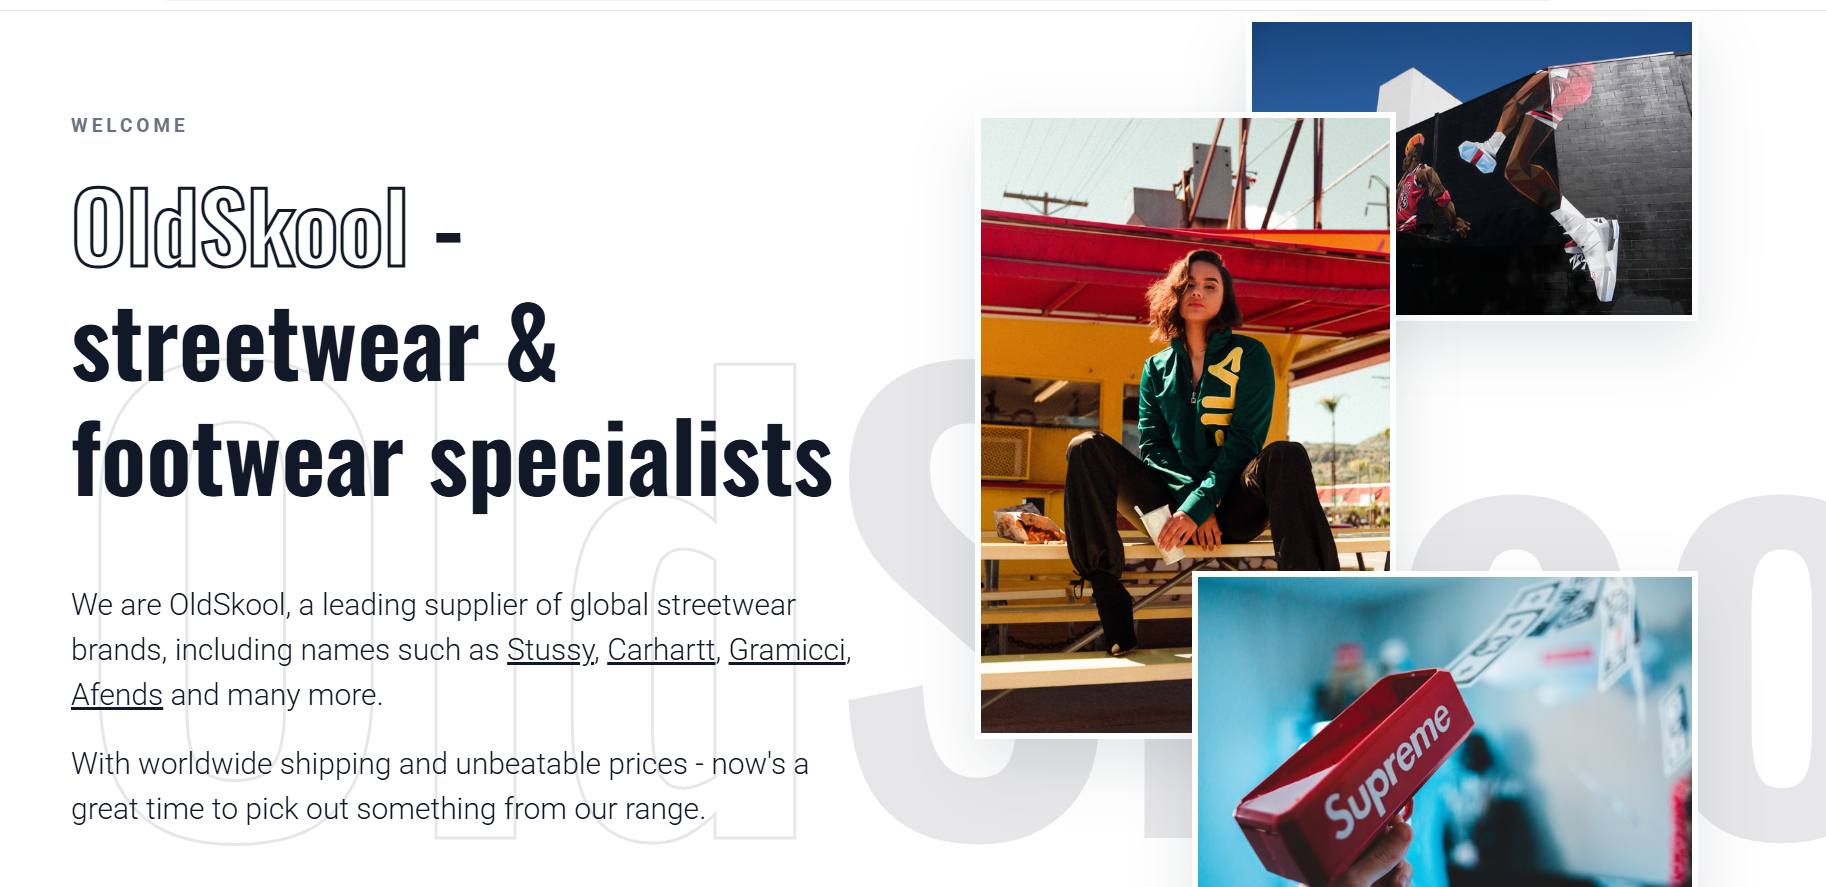 WELCOME
OldSkool -
streetwear &
footwear specialists
We are OldSkool, a leading supplier of global streetwear
brands, including names such as Stussy, Carhartt, Gramicci,
Afends and many more.
With worldwide shipping and unbeatable prices - now's a
great time to pick out something from our range.
OldSkoo
FILA
Supreme